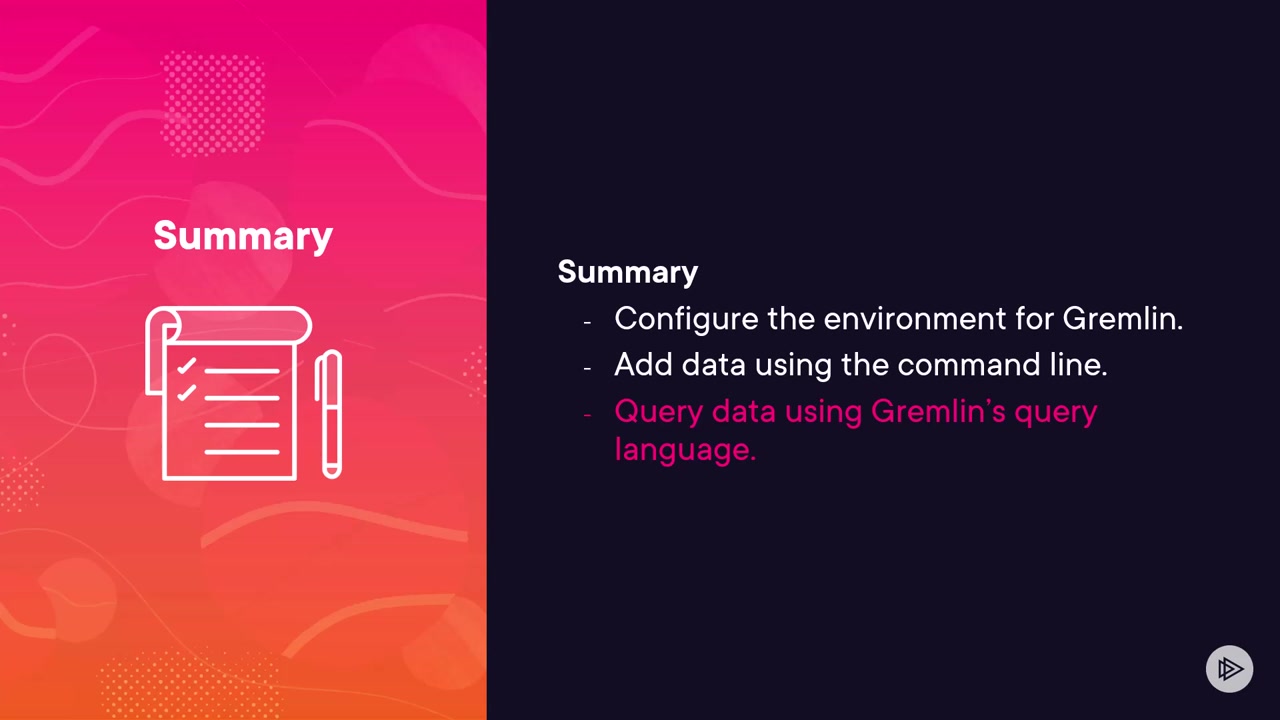 Summary
Summary
- Configure the environment for Gremlin.
- Add data using the command line.
- Query data using Gremlin’s query
language.